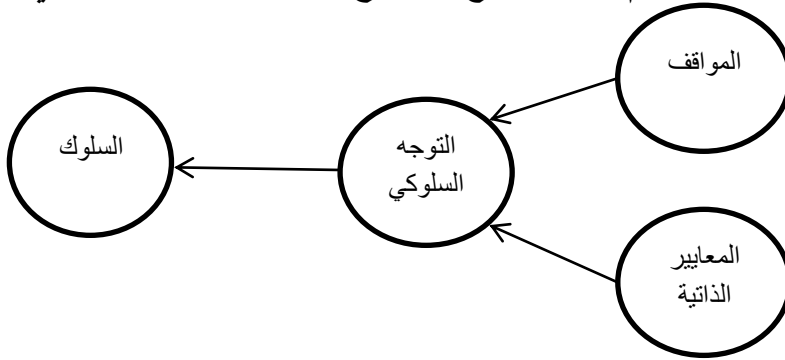 المواقف
التوجه
السلوكي
السلوك
المعايير
الذاتية